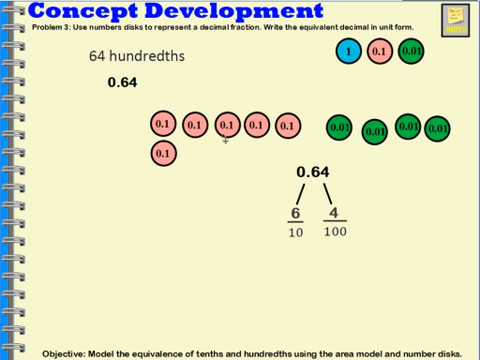 Concept Development
Problem 3: Use numbers disks to represent a decimal fraction. Write the equivalent decimal in unit form.
1 0.1 0.01
64 hundredths
0.64
0.1 0.1 0.1 0.1 0.1 0.01 0.01 0.01 0.01
0.1
0.64
6 4
10 100
Objective: Model the equivalence of tenths and hundredths using the area model and number disks.